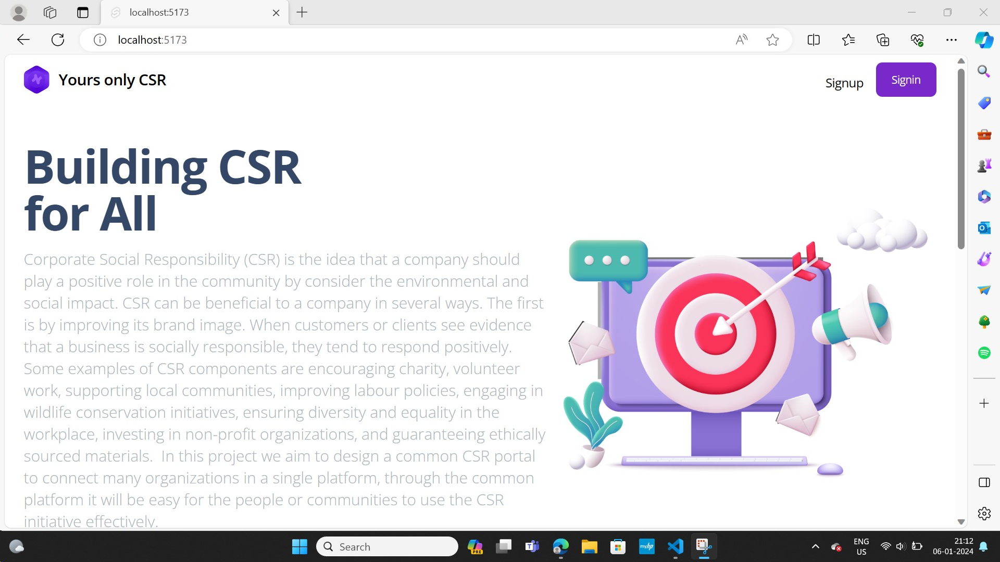 localhost:5173
localhost:5173
Yours only CSR
Signup
Signin
Building CSR
for All
Corporate Social Responsibility (CSR) is the idea that a company should
play a positive role in the community by consider the environmental and
social impact. CSR can be beneficial to a company in several ways. The first
is by improving its brand image. When customers or clients see evidence
that a business is socially responsible, they tend to respond positively.
Some examples of CSR components are encouraging charity, volunteer
work, supporting local communities, improving labour policies, engaging in
wildlife conservation initiatives, ensuring diversity and equality in the
workplace, investing in non-profit organizations, and guaranteeing ethically
sourced materials.  In this project we aim to design a common CSR portal
to connect many organizations in a single platform, through the common
platform it will be easy for the people or communities to use the CSR
initiative effectively.
Search
PRE
myhp
ENG
US
21:12
06-01-2024